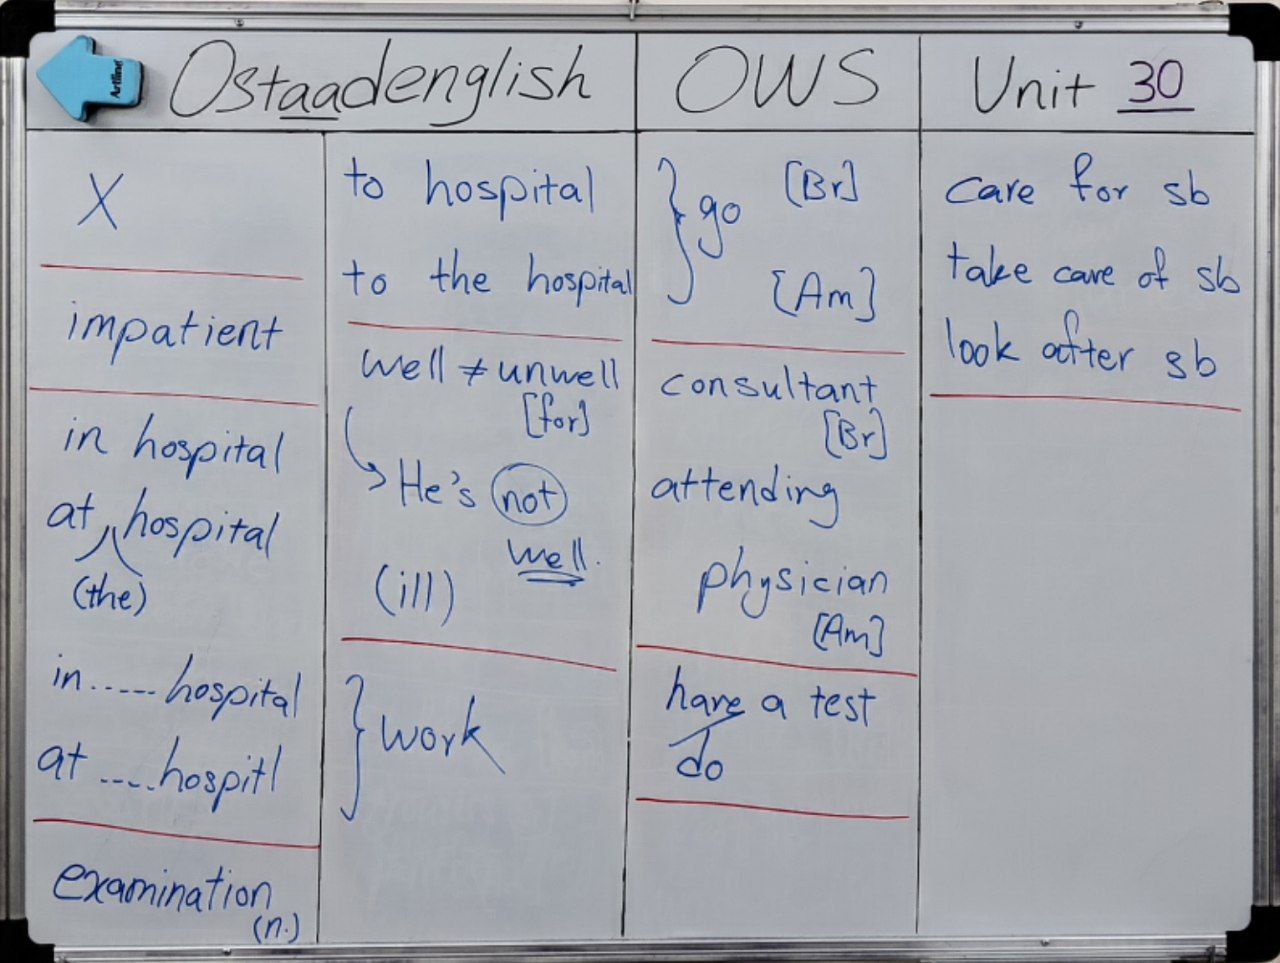 Artline
Ostaadenglish
OWS
Unit 30
X
impatient
in hospital
at hospital
(the)
in...... hospital
at ..... hospitl
examination
(n.)
to hospital
to the hospital
well ≠ unwell
[for]
He's not
well.
(ill)
} work
} go [Br]
[Am]
consultant
[Br]
attending
physician
[Am]
have a test
do
care for sb
take care of sb
look after sb